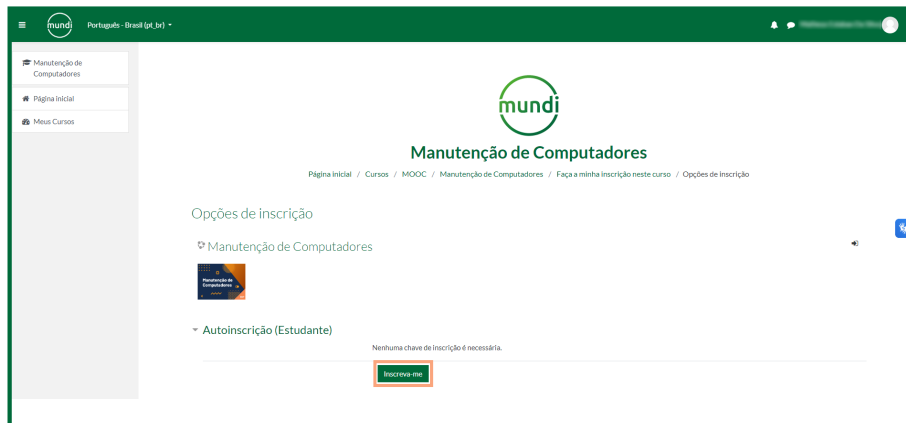 mundi
Português - Brasil (pt_br)
Manutenção de
Computadores
Página inicial
Meus Cursos
mundi
Manutenção de Computadores
Página inicial / Cursos / MOOC / Manutenção de Computadores / Faça a minha inscrição neste curso / Opções de inscrição
Opções de inscrição
Manutenção de Computadores
Manutenção de
Computadores
Autoinscrição (Estudante)
Nenhuma chave de inscrição é necessária.
Inscreva-me